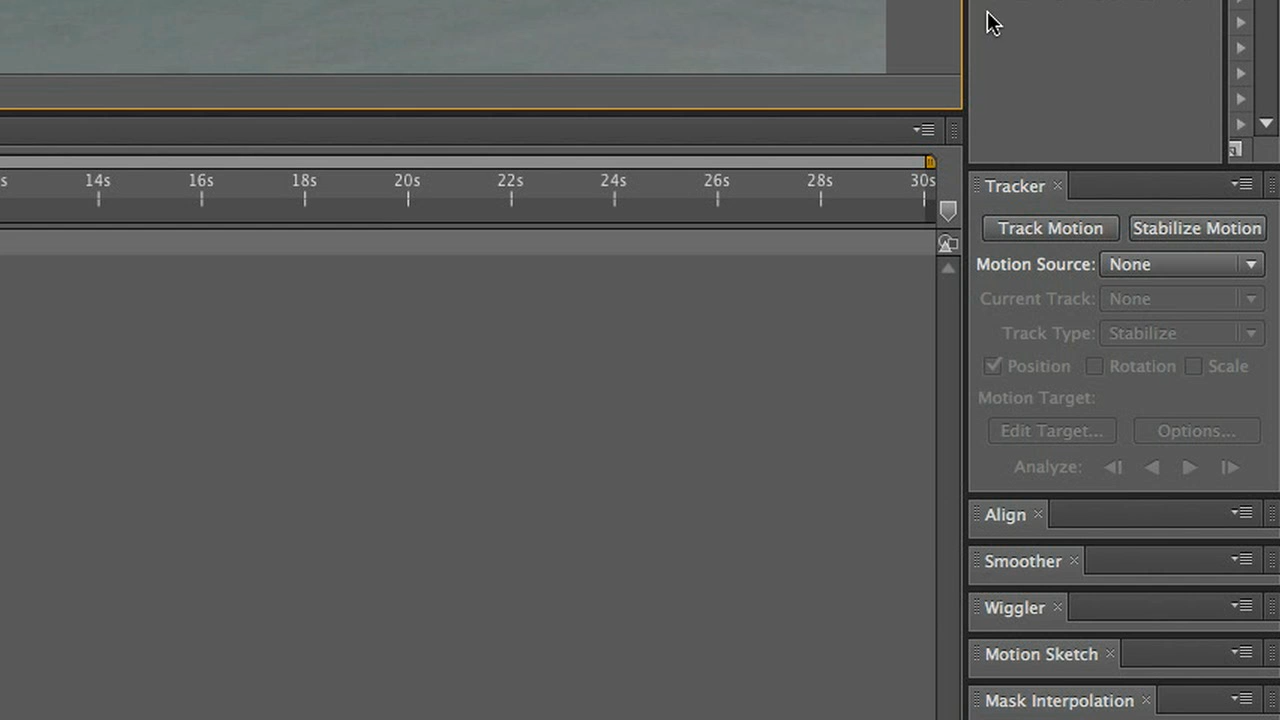 s 14s 16s 18s 20s 22s 24s 26s 28s 30s
Tracker
Track Motion Stabilize Motion
Motion Source: None
Current Track: None
Track Type: Stabilize
Position Rotation Scale
Motion Target:
Edit Target... Options...
Analyze:
Align
Smoother
Wiggler
Motion Sketch
Mask Interpolation